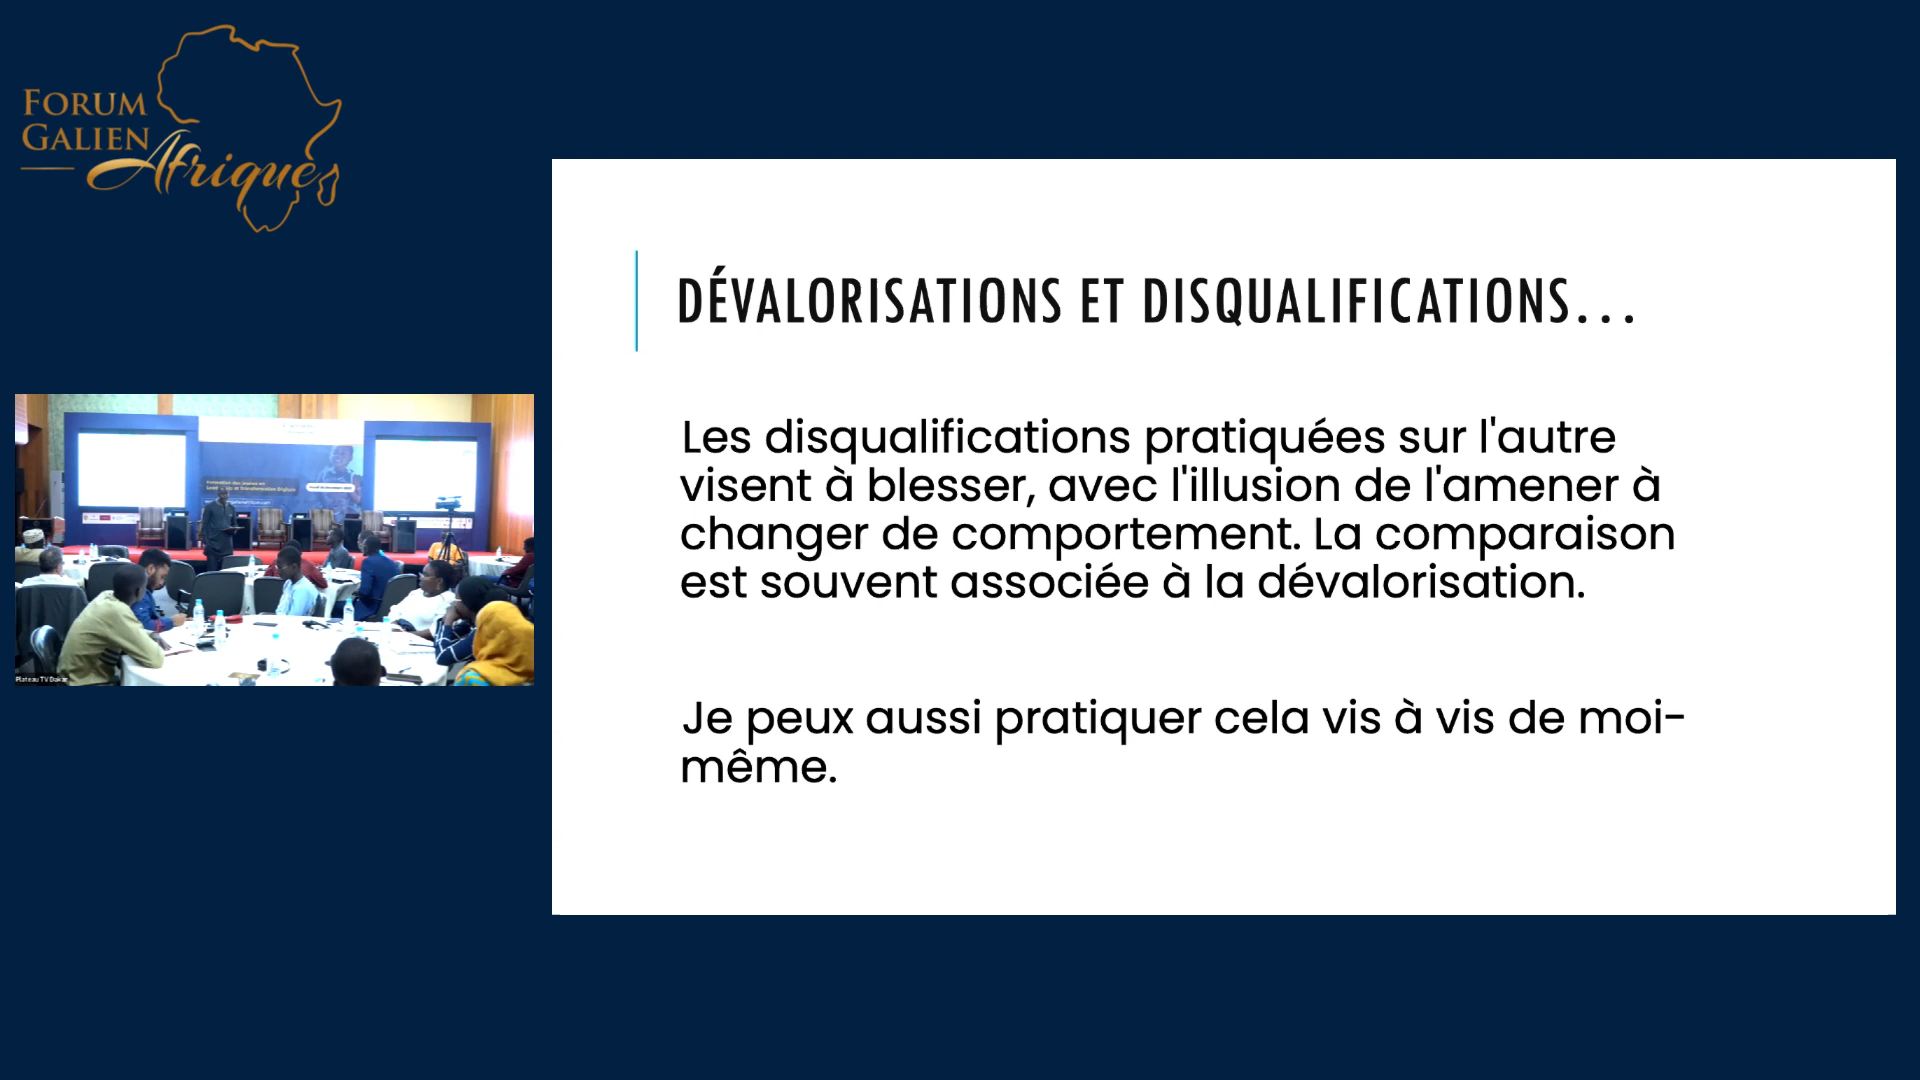 FORUM
GALIEN
Afrique
DÉVALORISATIONS ET DISQUALIFICATIONS...
Les disqualifications pratiquées sur l'autre
visent à blesser, avec l'illusion de l'amener à
changer de comportement. La comparaison
est souvent associée à la dévalorisation.
Je peux aussi pratiquer cela vis à vis de moi-
même.
Plateau TV Dakar